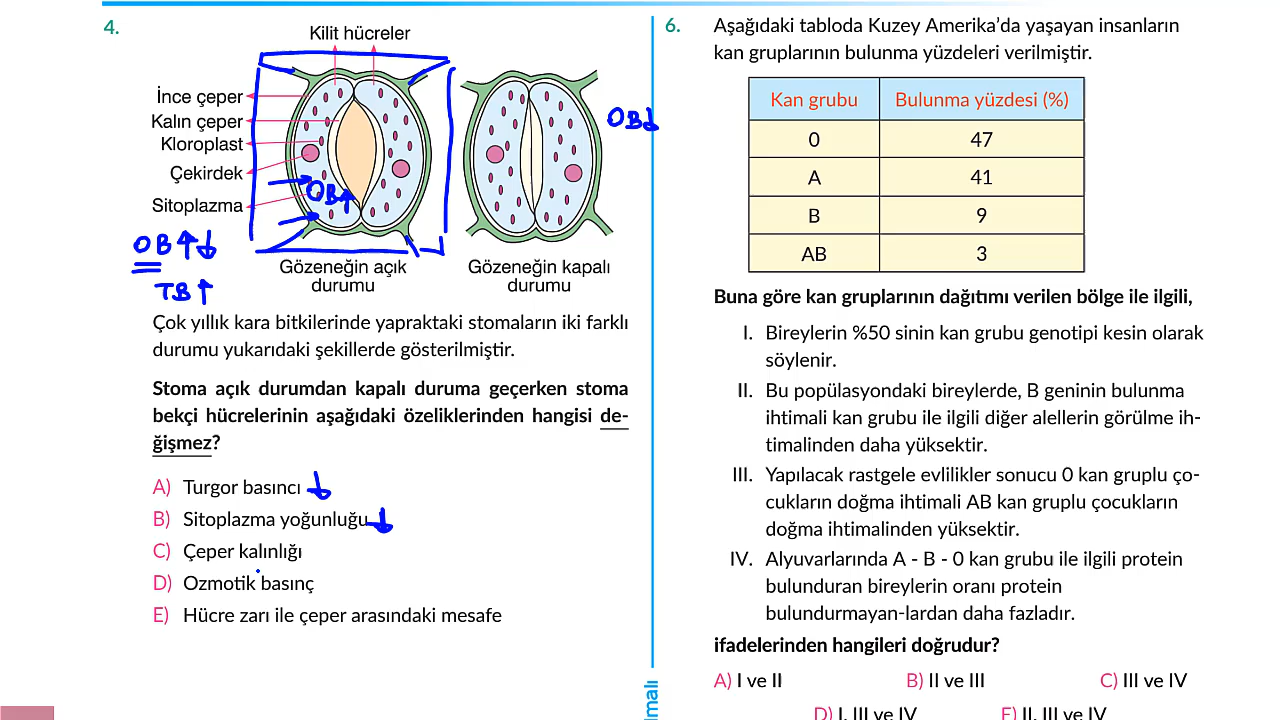 4.
Kilit hücreler
İnce çeper
Kalın çeper
Kloroplast
Çekirdek
Sitoplazma
OB
OB
OB
TB
Gözeneğin açık
durumu
Gözeneğin kapalı
durumu
Çok yıllık kara bitkilerinde yapraktaki stomaların iki farklı
durumu yukarıdaki şekillerde gösterilmiştir.
Stoma açık durumdan kapalı duruma geçerken stoma
bekçi hücrelerinin aşağıdaki özeliklerinden hangisi de-
ğişmez?
A) Turgor basıncı
B) Sitoplazma yoğunluğu
C) Çeper kalınlığı
D) Ozmotik basınç
E) Hücre zarı ile çeper arasındaki mesafe
6. Aşağıdaki tabloda Kuzey Amerika’da yaşayan insanların
kan gruplarının bulunma yüzdeleri verilmiştir.
Kan grubu Bulunma yüzdesi (%)
0 47
A 41
B 9
AB 3
Buna göre kan gruplarının dağıtımı verilen bölge ile ilgili,
I. Bireylerin %50 sinin kan grubu genotipi kesin olarak
söylenir.
II. Bu popülasyondaki bireylerde, B geninin bulunma
ihtimali kan grubu ile ilgili diğer alellerin görülme ih-
timalinden daha yüksektir.
III. Yapılacak rastgele evlilikler sonucu 0 kan gruplu ço-
cukların doğma ihtimali AB kan gruplu çocukların
doğma ihtimalinden yüksektir.
IV. Alyuvarlarında A - B - 0 kan grubu ile ilgili protein
bulunduran bireylerin oranı protein
bulundurmayan-lardan daha fazladır.
ifadelerinden hangileri doğrudur?
A) I ve II B) II ve III C) III ve IV
D) I, III ve IV E) II, III ve IV